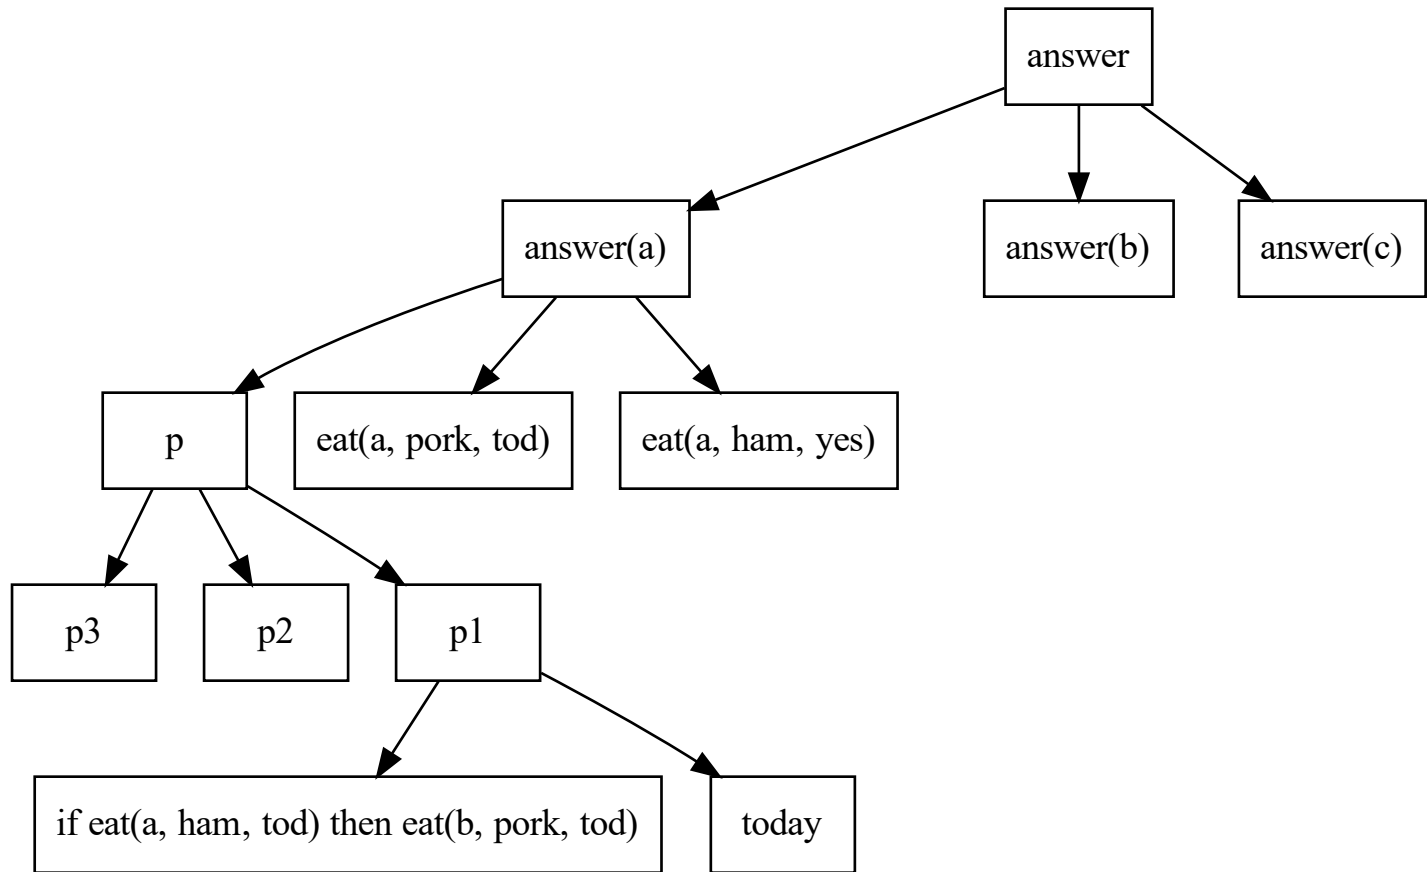 answer
answer(a)
answer(b)
answer(c)
p
eat(a, pork, tod)
eat(a, ham, yes)
p3
p2
p1
if eat(a, ham, tod) then eat(b, pork, tod)
today